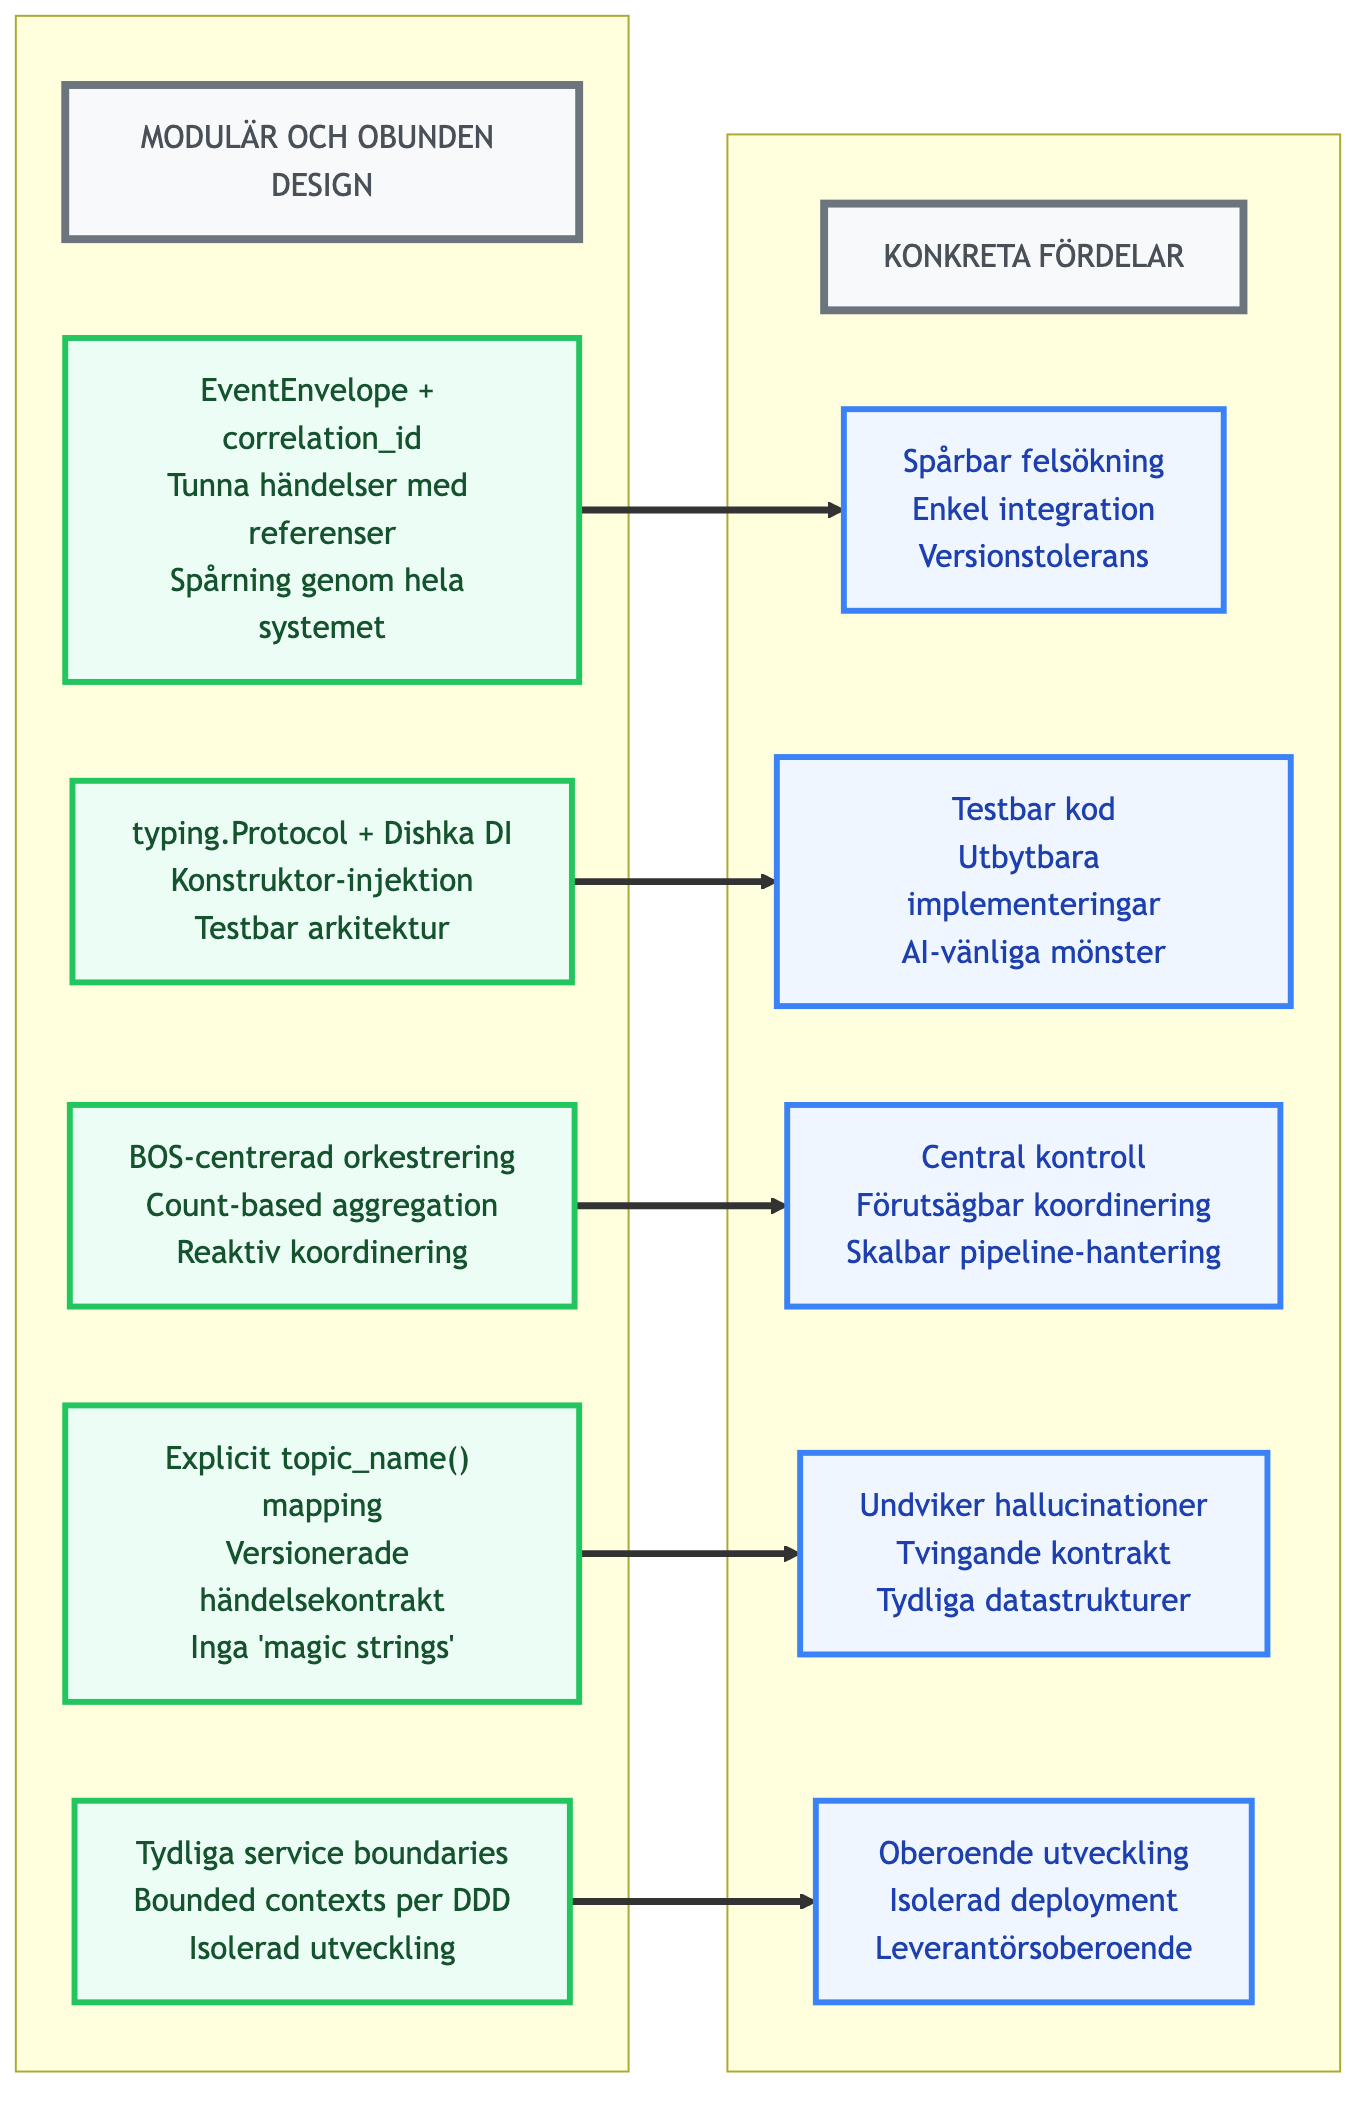 MODULÄR OCH OBUNDEN
DESIGN
EventEnvelope +
correlation_id
Tunna händelser med
referenser
Spårning genom hela
systemet
typing.Protocol + Dishka DI
Konstruktor-injektion
Testbar arkitektur
BOS-centrerad orkestrering
Count-based aggregation
Reaktiv koordinering
Explicit topic_name()
mapping
Versionerade
händelsekontrakt
Inga 'magic strings'
Tydliga service boundaries
Bounded contexts per DDD
Isolerad utveckling
KONKRETA FÖRDELAR
Spårbar felsökning
Enkel integration
Versionstolerans
Testbar kod
Utbytbara
implementeringar
AI-vänliga mönster
Central kontroll
Förutsägbar koordinering
Skalbar pipeline-hantering
Undviker hallucinationer
Tvingande kontrakt
Tydliga datastrukturer
Oberoende utveckling
Isolerad deployment
Leverantörsoberoende